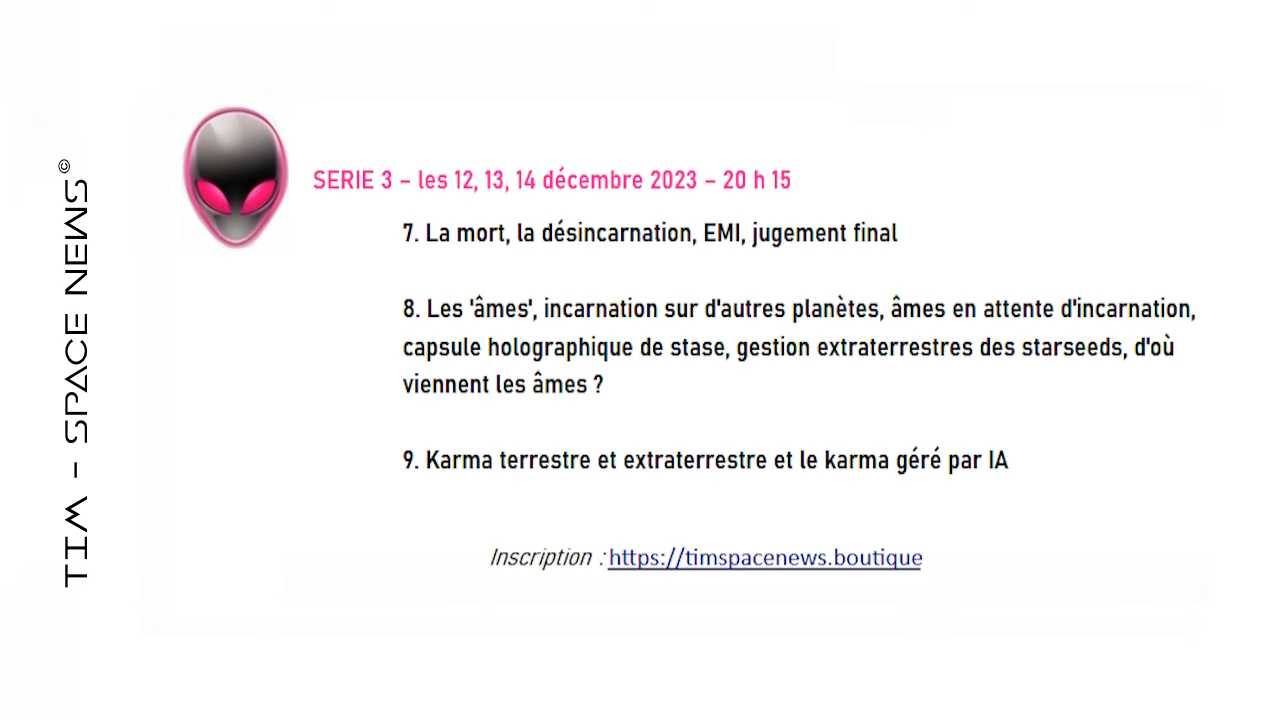 TIM - SPACE NEWS©
SERIE 3 – les 12, 13, 14 décembre 2023 – 20 h 15
7. La mort, la désincarnation, EMI, jugement final
8. Les 'âmes', incarnation sur d'autres planètes, âmes en attente d'incarnation,
capsule holographique de stase, gestion extraterrestres des starseeds, d'où
viennent les âmes ?
9. Karma terrestre et extraterrestre et le karma géré par IA
Inscription : https://timspacenews.boutique